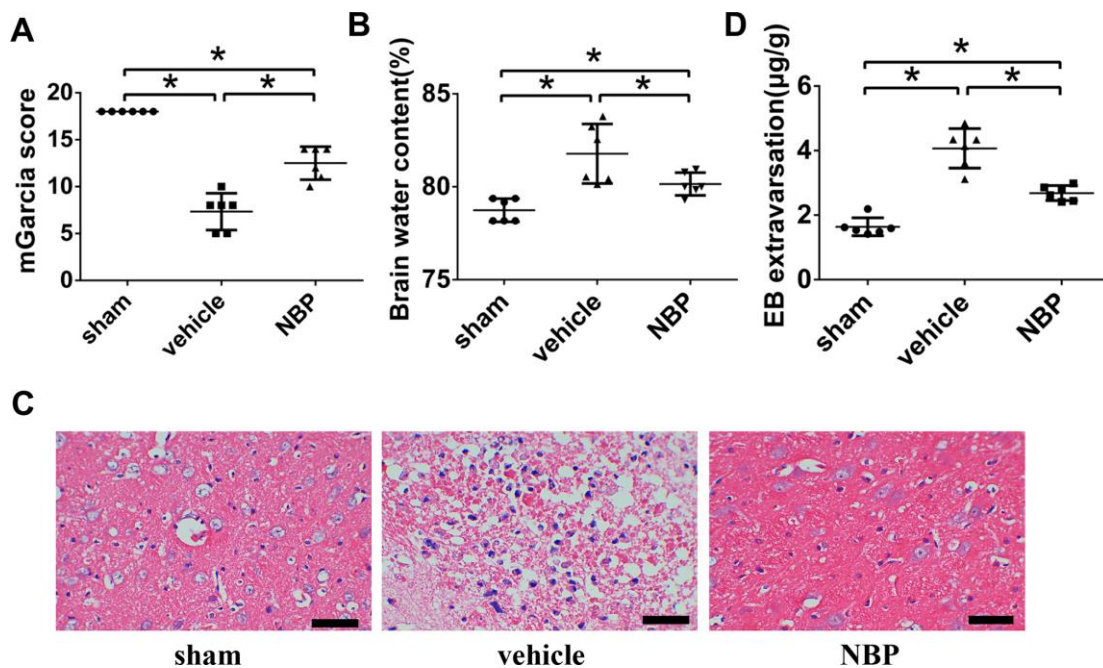 A
*
* *
mGarcia score
20
15
10
5
0
sham
vehicle
NBP
B
*
* *
Brain water content(%)
85
80
75
sham
vehicle
NBP
D
*
* *
EB extravarsation(µg/g)
6
4
2
0
sham
vehicle
NBP
C
sham vehicle NBP